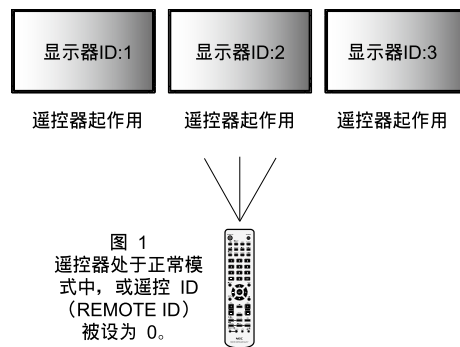 显示器ID:1
显示器ID:2
显示器ID:3
遥控器起作用
遥控器起作用
遥控器起作用
图 1
遥控器处于正常模
式中，或遥控 ID
（REMOTE ID）
被设为 0。
NEC